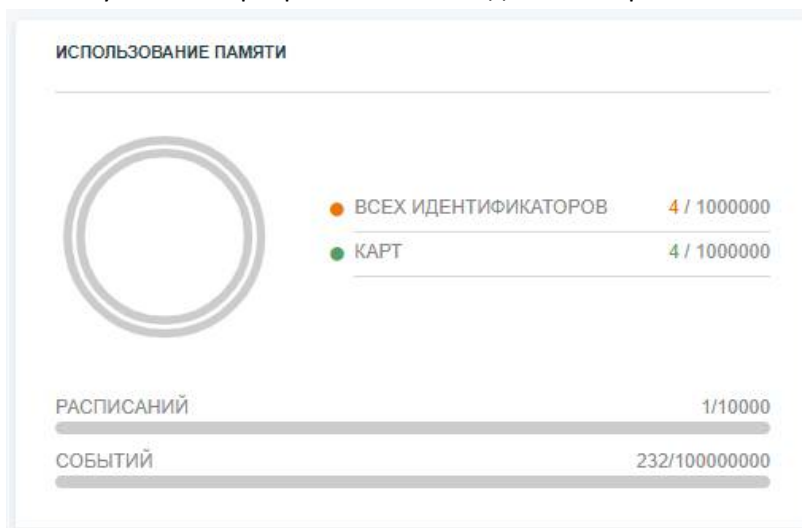 ИСПОЛЬЗОВАНИЕ ПАМЯТИ
ВСЕХ ИДЕНТИФИКАТОРОВ 4 / 1000000
КАРТ 4 / 1000000
РАСПИСАНИЙ 1/10000
СОБЫТИЙ 232/100000000